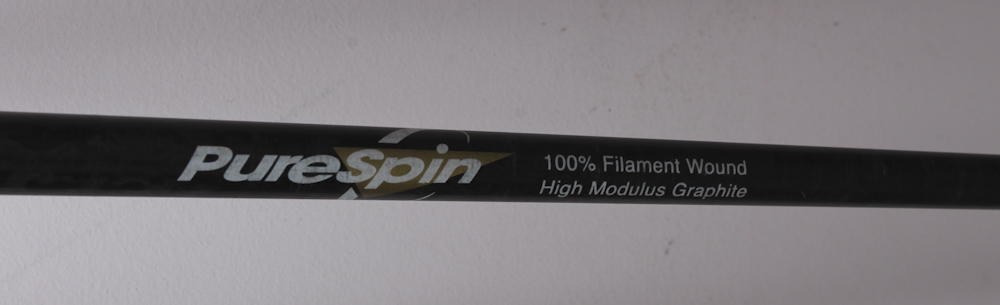 PureSpin
100% Filament Wound
High Modulus Graphite